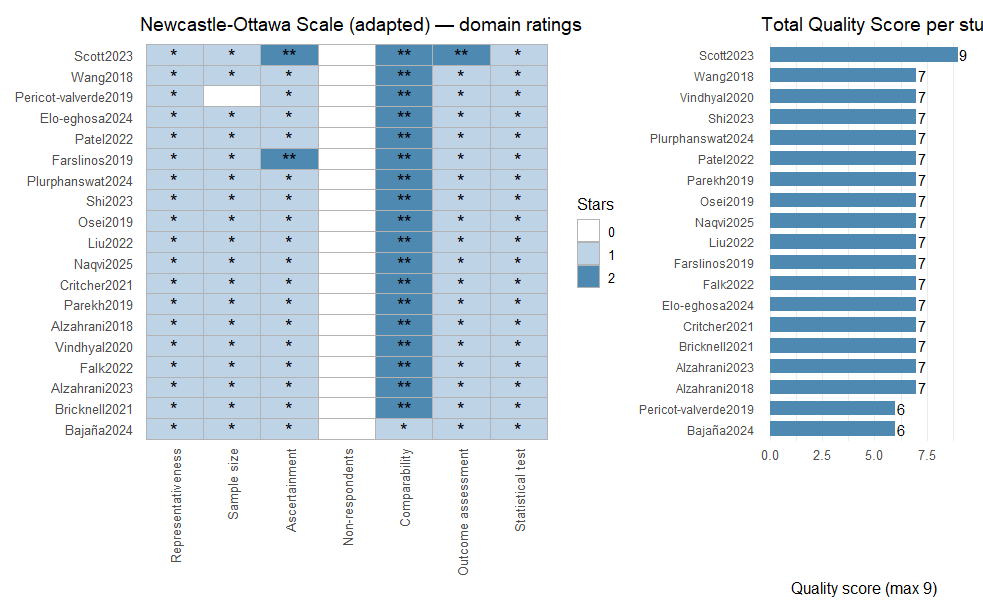 Newcastle-Ottawa Scale (adapted) — domain ratings
Scott2023 * * ** ** ** *
Wang2018 * * * ** * *
Pericot-valverde2019 * * ** * *
Elo-eghosa2024 * * * ** * *
Patel2022 * * * ** * *
Farslinos2019 * * ** ** * *
Plurphanswat2024 * * * ** * *
Shi2023 * * * ** * *
Osei2019 * * * ** * *
Liu2022 * * * ** * *
Naqvi2025 * * * ** * *
Critcher2021 * * * ** * *
Parekh2019 * * * ** * *
Alzahrani2018 * * * ** * *
Vindhyal2020 * * * ** * *
Falk2022 * * * ** * *
Alzahrani2023 * * * ** * *
Bricknell2021 * * * ** * *
Bajaña2024 * * * * * *
Representativeness
Sample size
Ascertainment
Non-respondents
Comparability
Outcome assessment
Statistical test
Stars
0
1
2
Total Quality Score per stu
Scott2023 9
Wang2018 7
Vindhyal2020 7
Shi2023 7
Plurphanswat2024 7
Patel2022 7
Parekh2019 7
Osei2019 7
Naqvi2025 7
Liu2022 7
Farslinos2019 7
Falk2022 7
Elo-eghosa2024 7
Critcher2021 7
Bricknell2021 7
Alzahrani2023 7
Alzahrani2018 7
Pericot-valverde2019 6
Bajaña2024 6
0.0 2.5 5.0 7.5
Quality score (max 9)